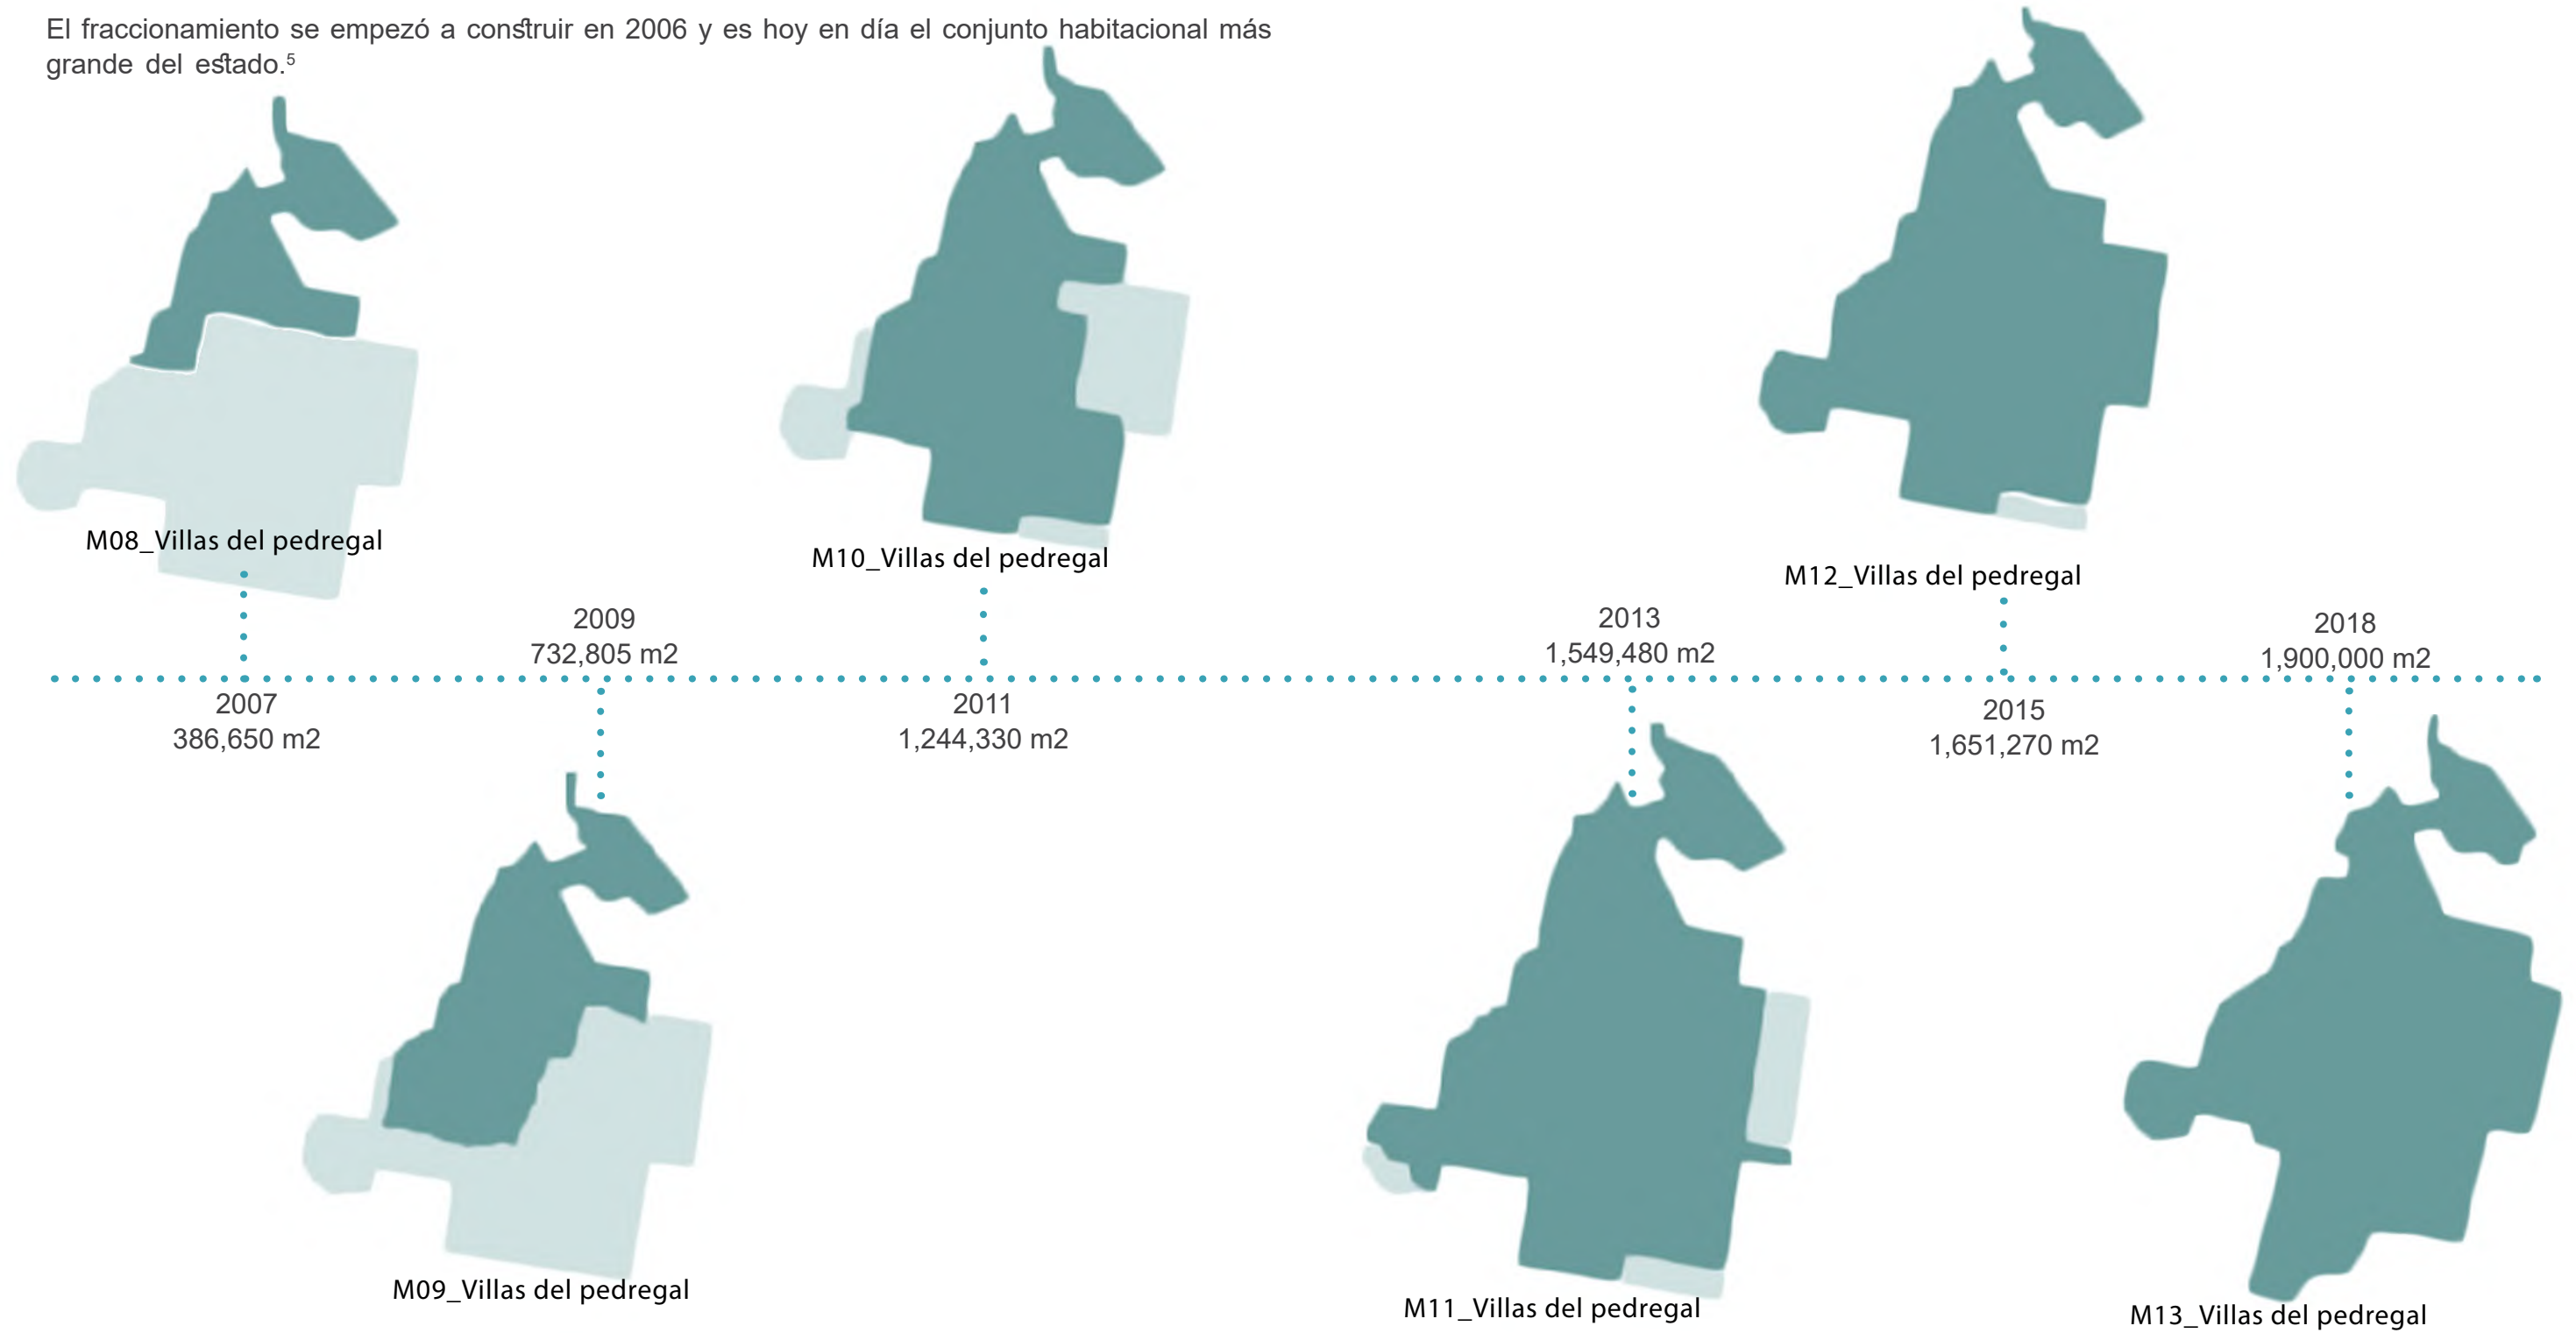 El fraccionamiento se empezó a construir en 2006 y es hoy en día el conjunto habitacional más
grande del estado.⁵
M08_Villas del pedregal
M10_Villas del pedregal
M12_Villas del pedregal
2009
732,805 m2
2013
1,549,480 m2
2018
1,900,000 m2
2007
386,650 m2
2011
1,244,330 m2
2015
1,651,270 m2
M09_Villas del pedregal
M11_Villas del pedregal
M13_Villas del pedregal